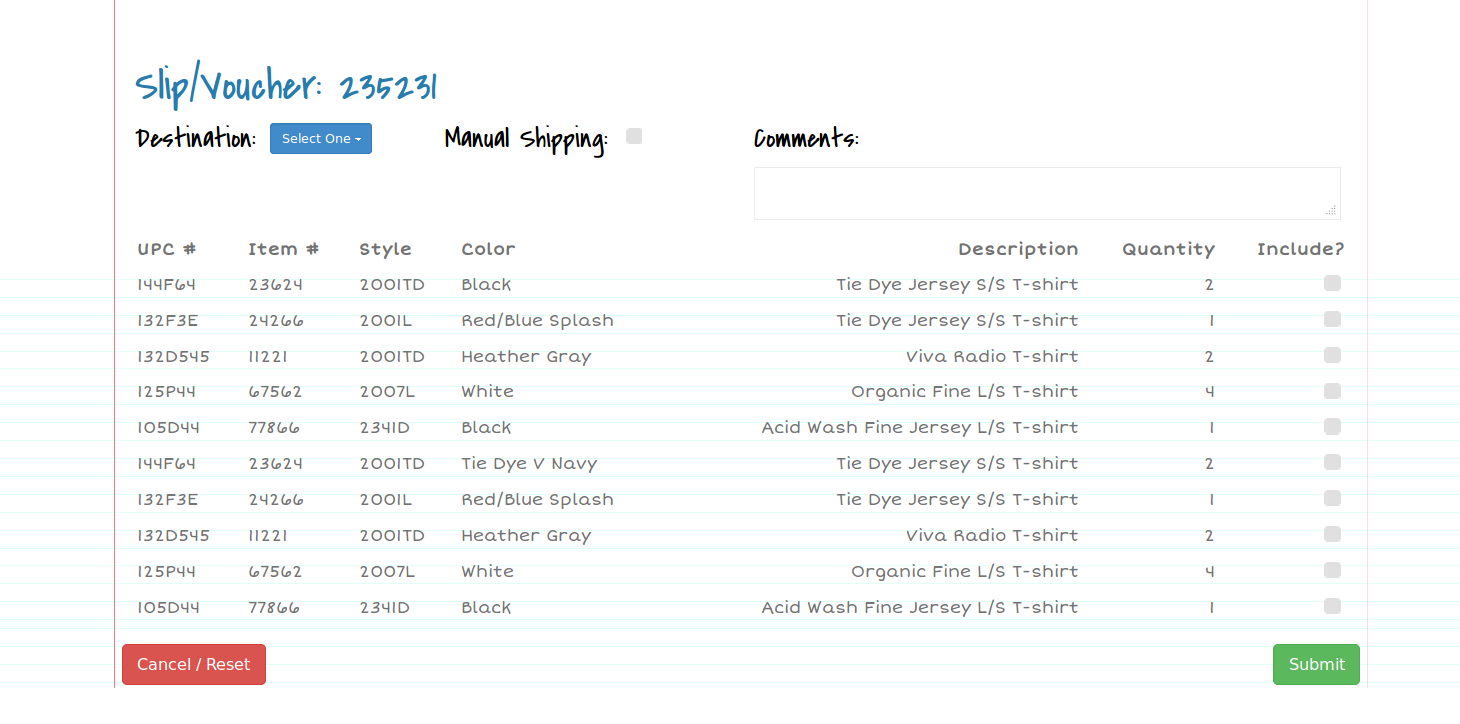 Slip/Voucher: 235231
Destination: Select One Manual Shipping: Comments:
UPC # Item # Style Color Description Quantity Include?
144F64 23624 2001TD Black Tie Dye Jersey S/S T-shirt 2
132F3E 24266 2001L Red/Blue Splash Tie Dye Jersey S/S T-shirt 1
132D545 11221 2001TD Heather Gray Viva Radio T-shirt 2
125P44 67562 2007L White Organic Fine L/S T-shirt 4
105D44 77866 2341D Black Acid Wash Fine Jersey L/S T-shirt 1
144F64 23624 2001TD Tie Dye V Navy Tie Dye Jersey S/S T-shirt 2
132F3E 24266 2001L Red/Blue Splash Tie Dye Jersey S/S T-shirt 1
132D545 11221 2001TD Heather Gray Viva Radio T-shirt 2
125P44 67562 2007L White Organic Fine L/S T-shirt 4
105D44 77866 2341D Black Acid Wash Fine Jersey L/S T-shirt 1
Cancel / Reset Submit